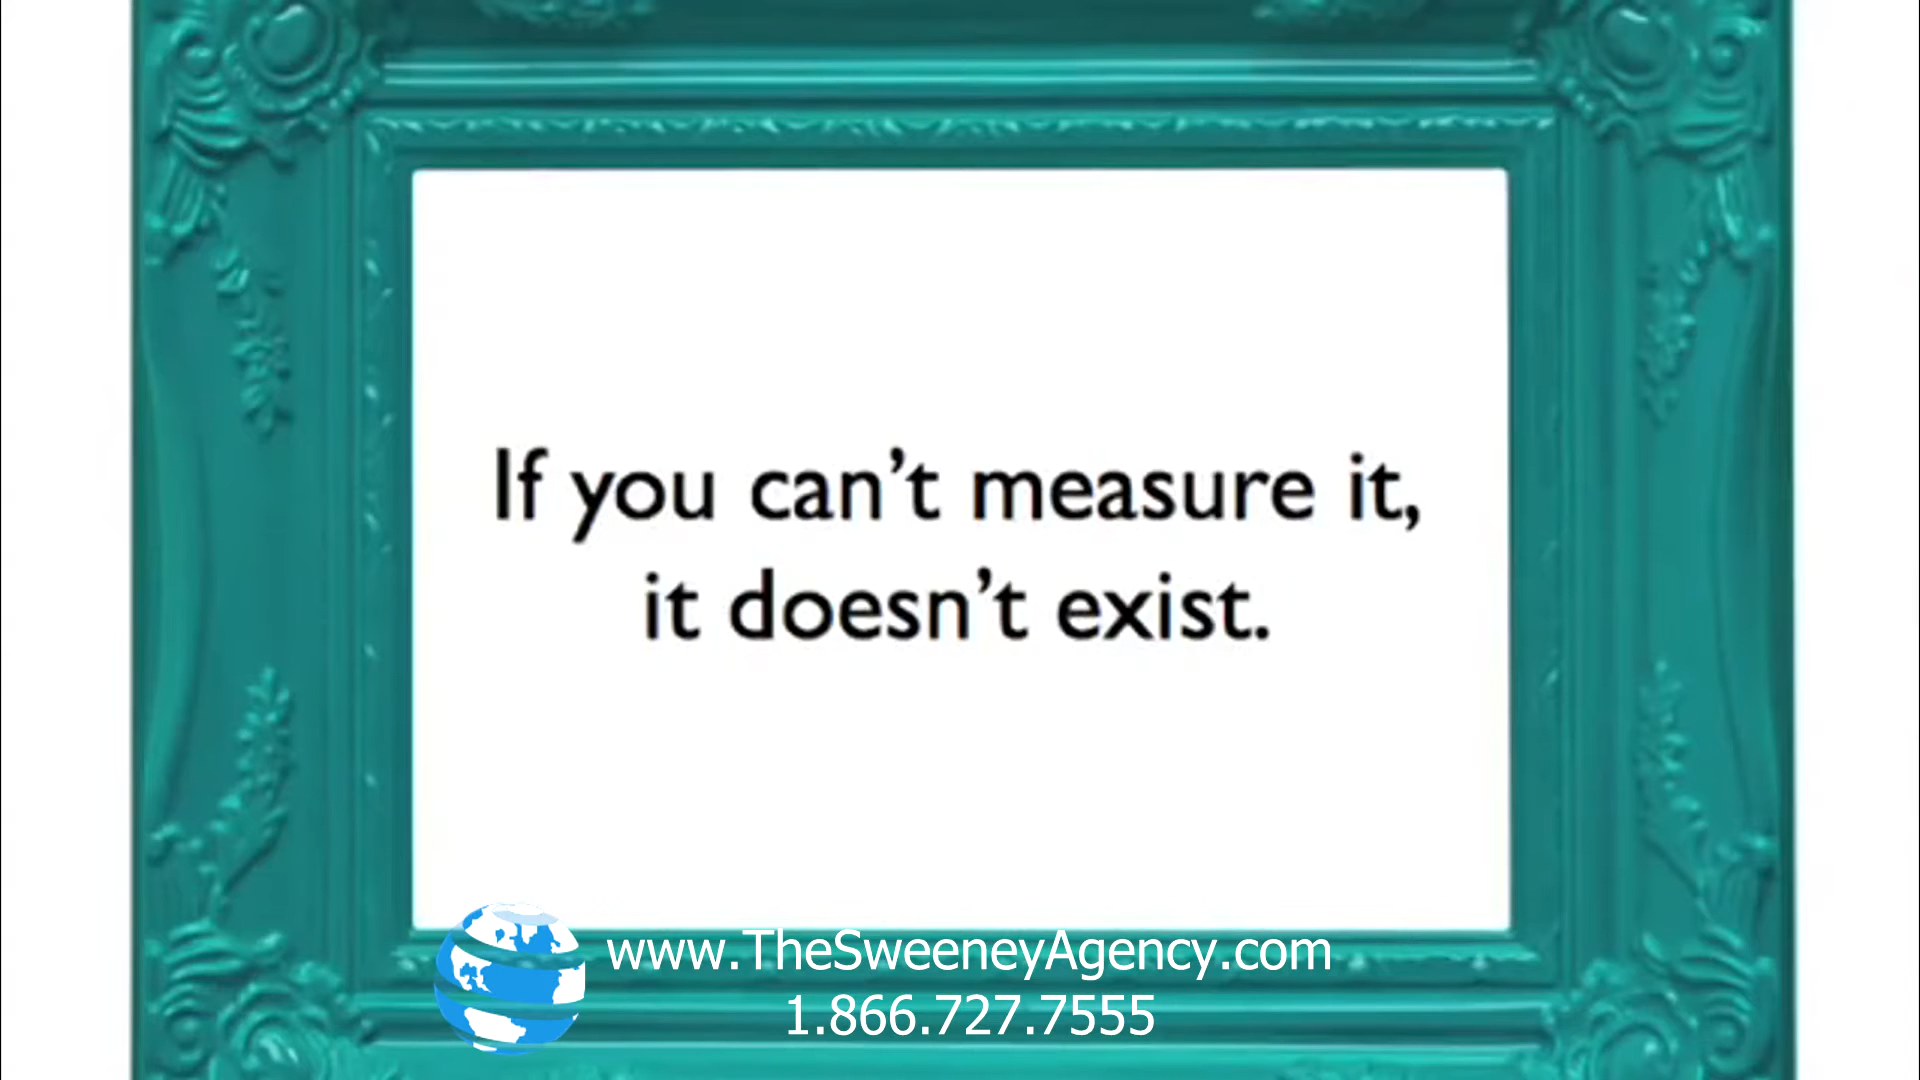 If you can’t measure it,
it doesn’t exist.
www.TheSweeneyAgency.com
1.866.727.7555